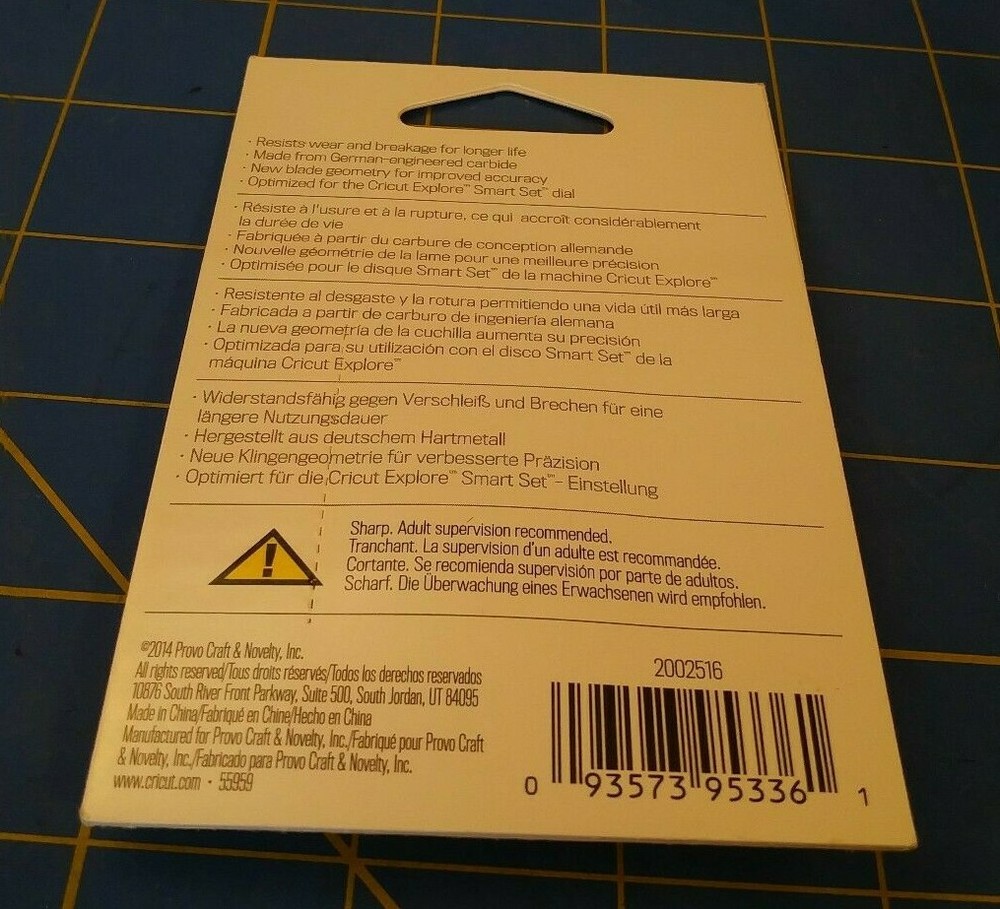 · Resists wear and breakage for longer life
· Made from German-engineered carbide
· New blade geometry for improved accuracy
· Optimized for the Cricut Explore™ Smart Set™ dial
· Résiste à l'usure et à la rupture, ce qui accroît considérablement
la durée de vie
· Fabriquée à partir du carbure de conception allemande
· Nouvelle géométrie de la lame pour une meilleure précision
· Optimisée pour le disque Smart Set™ de la machine Cricut Explore™
· Resistente al desgaste y la rotura permitiendo una vida útil más larga
· Fabricada a partir de carburo de ingeniería alemana
· La nueva geometría de la cuchilla aumenta su precisión
· Optimizada para su utilización con el disco Smart Set™ de la
máquina Cricut Explore™
· Widerstandsfähig gegen Verschleiß und Brechen für eine
längere Nutzungsdauer
· Hergestellt aus deutschem Hartmetall
· Neue Klingengeometrie für verbesserte Präzision
· Optimiert für die Cricut Explore™ Smart Set™- Einstellung
Sharp. Adult supervision recommended.
Tranchant. La supervision d'un adulte est recommandée.
Cortante. Se recomienda supervisión por parte de adultos.
Scharf. Die Überwachung eines Erwachsenen wird empfohlen.
©2014 Provo Craft & Novelty, Inc.
All rights reserved/Tous droits réservés/Todos los derechos reservados
10876 South River Front Parkway, Suite 500, South Jordan, UT 84095
Made in China/Fabriqué en Chine/Hecho en China
Manufactured for Provo Craft & Novelty, Inc./Fabriqué pour Provo Craft
& Novelty, Inc./Fabricado para Provo Craft & Novelty, Inc.
www.cricut.com · 55959
2002516
0 93573 95336 1